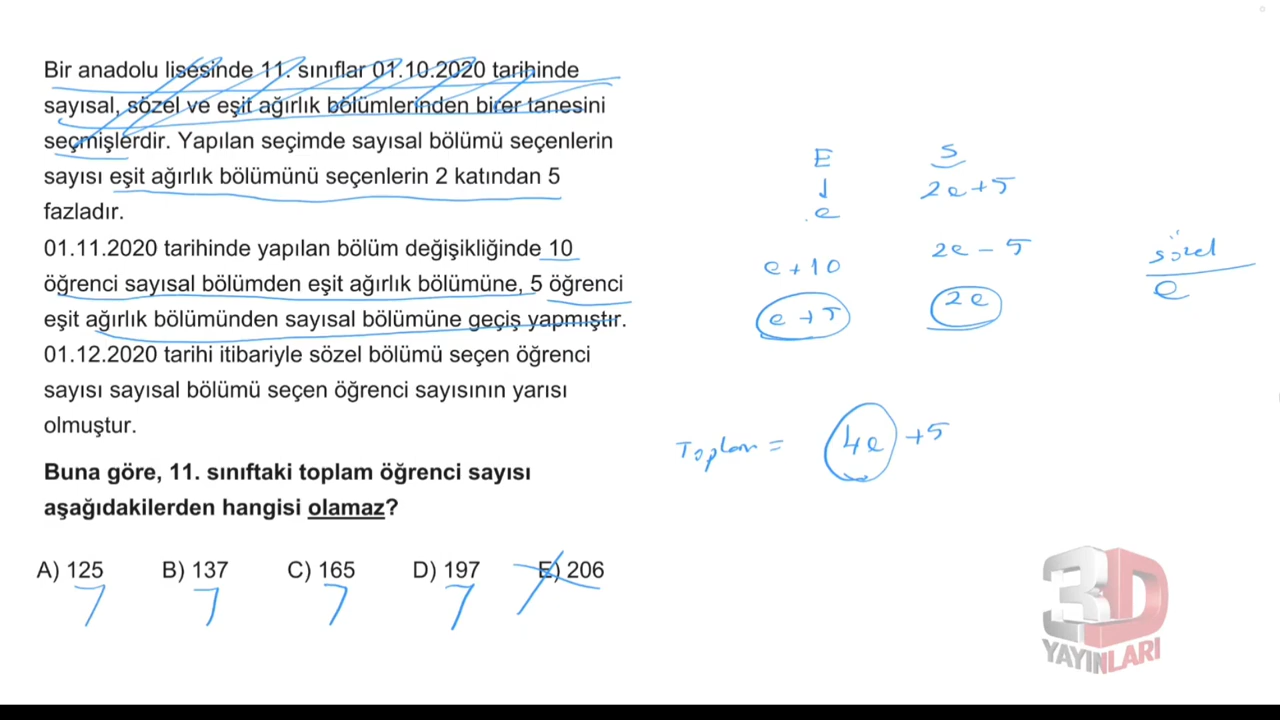 Bir anadolu lisesinde 11. sınıflar 01.10.2020 tarihinde
sayısal, sözel ve eşit ağırlık bölümlerinden birer tanesini
seçmişlerdir. Yapılan seçimde sayısal bölümü seçenlerin
sayısı eşit ağırlık bölümünü seçenlerin 2 katından 5
fazladır.
01.11.2020 tarihinde yapılan bölüm değişikliğinde 10
öğrenci sayısal bölümden eşit ağırlık bölümüne, 5 öğrenci
eşit ağırlık bölümünden sayısal bölümüne geçiş yapmıştır.
01.12.2020 tarihi itibariyle sözel bölümü seçen öğrenci
sayısı sayısal bölümü seçen öğrenci sayısının yarısı
olmuştur.
Buna göre, 11. sınıftaki toplam öğrenci sayısı
aşağıdakilerden hangisi olamaz?
A) 125 B) 137 C) 165 D) 197 E) 206
E S
e 2e+5
e+10 2e-5 sözel
e+5 2e e
Toplam = 4e +5
3D
YAYINLARI